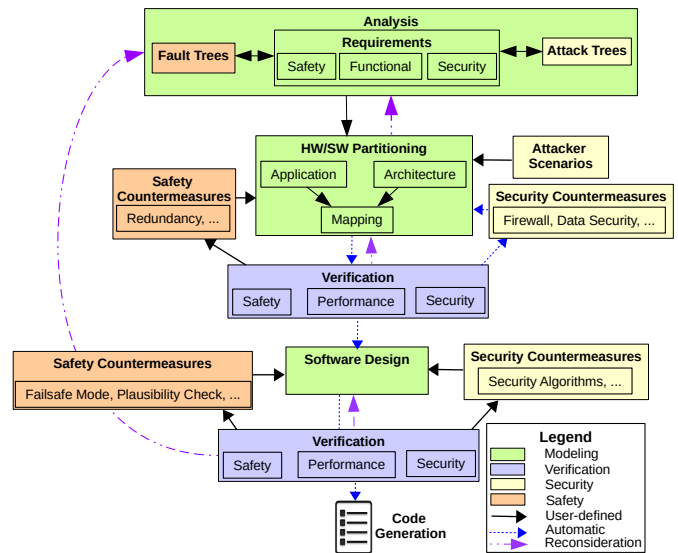 Analysis
Requirements
Fault Trees
Attack Trees
Safety
Functional
Security
HW/SW Partitioning
Attacker
Scenarios
Application
Architecture
Safety
Countermeasures
Security Countermeasures
Redundancy, ...
Mapping
Firewall, Data Security, ...
Verification
Safety
Performance
Security
Safety Countermeasures
Software Design
Security Countermeasures
Failsafe Mode, Plausibility Check, ...
Security Algorithms, ...
Verification
Safety
Performance
Security
Legend
Modeling
Verification
Security
Safety
User-defined
Automatic
Reconsideration
Code
Generation